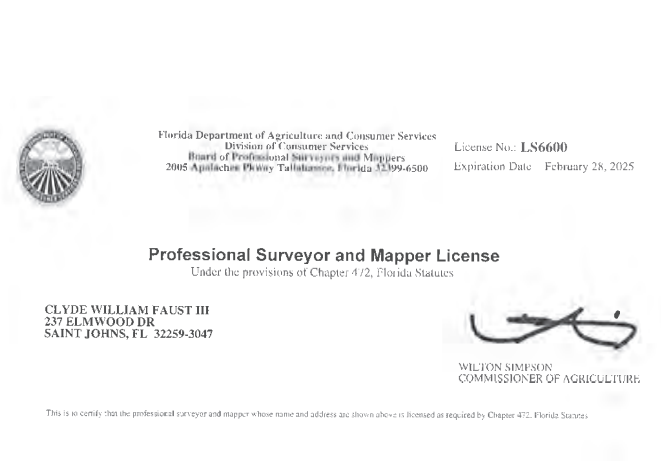 Florida Department of Agriculture and Consumer Services
Division of Consumer Services
Board of Professional Surveyors and Mappers
2005 Apalachee Pkway Tallahassee, Florida 32399-6500
License No.: LS6600
Expiration Date February 28, 2025
Professional Surveyor and Mapper License
Under the provisions of Chapter 472, Florida Statutes
CLYDE WILLIAM FAUST III
237 ELMWOOD DR
SAINT JOHNS, FL 32259-3047
WILTON SIMPSON
COMMISSIONER OF AGRICULTURE
This is to certify that the professional surveyor and mapper whose name and address are shown above is licensed as required by Chapter 472, Florida Statutes